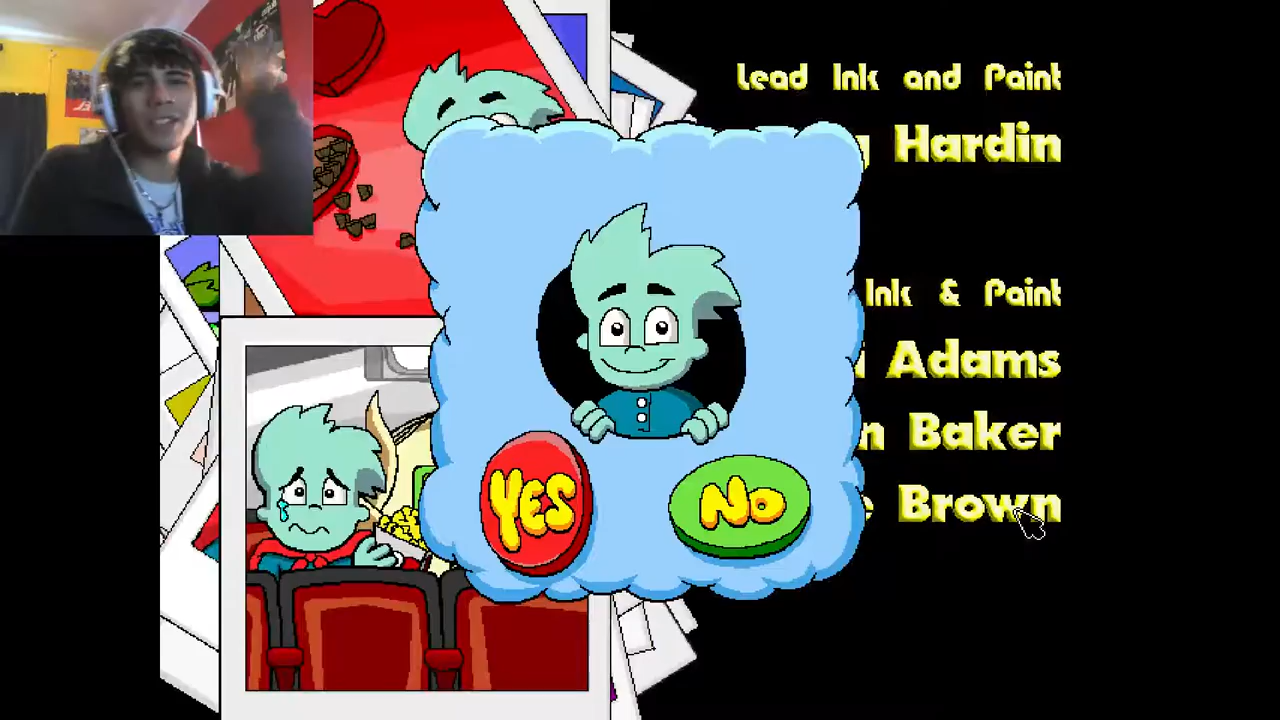 Lead Ink and Paint
Hardin
Ink & Paint
Adams
Baker
Brown
YES
NO